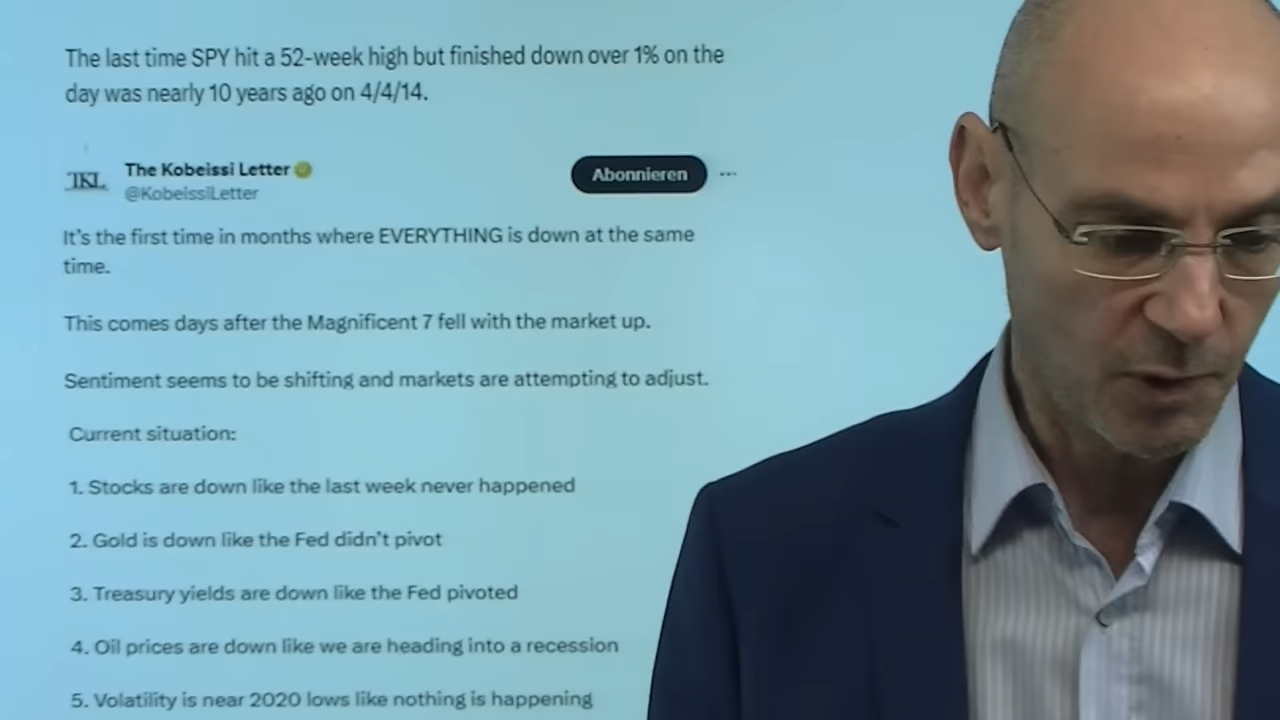 The last time SPY hit a 52-week high but finished down over 1% on the
day was nearly 10 years ago on 4/4/14.
TKL
The Kobeissi Letter
Abonnieren
@KobeissiLetter
It's the first time in months where EVERYTHING is down at the same
time.
This comes days after the Magnificent 7 fell with the market up.
Sentiment seems to be shifting and markets are attempting to adjust.
Current situation:
1. Stocks are down like the last week never happened
2. Gold is down like the Fed didn't pivot
3. Treasury yields are down like the Fed pivoted
4. Oil prices are down like we are heading into a recession
5. Volatility is near 2020 lows like nothing is happening